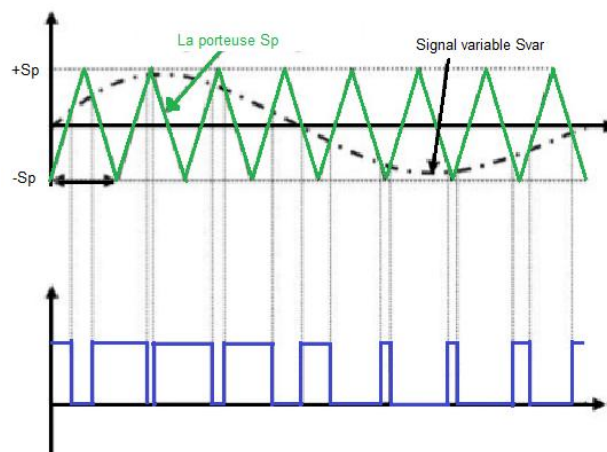 La porteuse Sp
Signal variable Svar
+Sp
-Sp